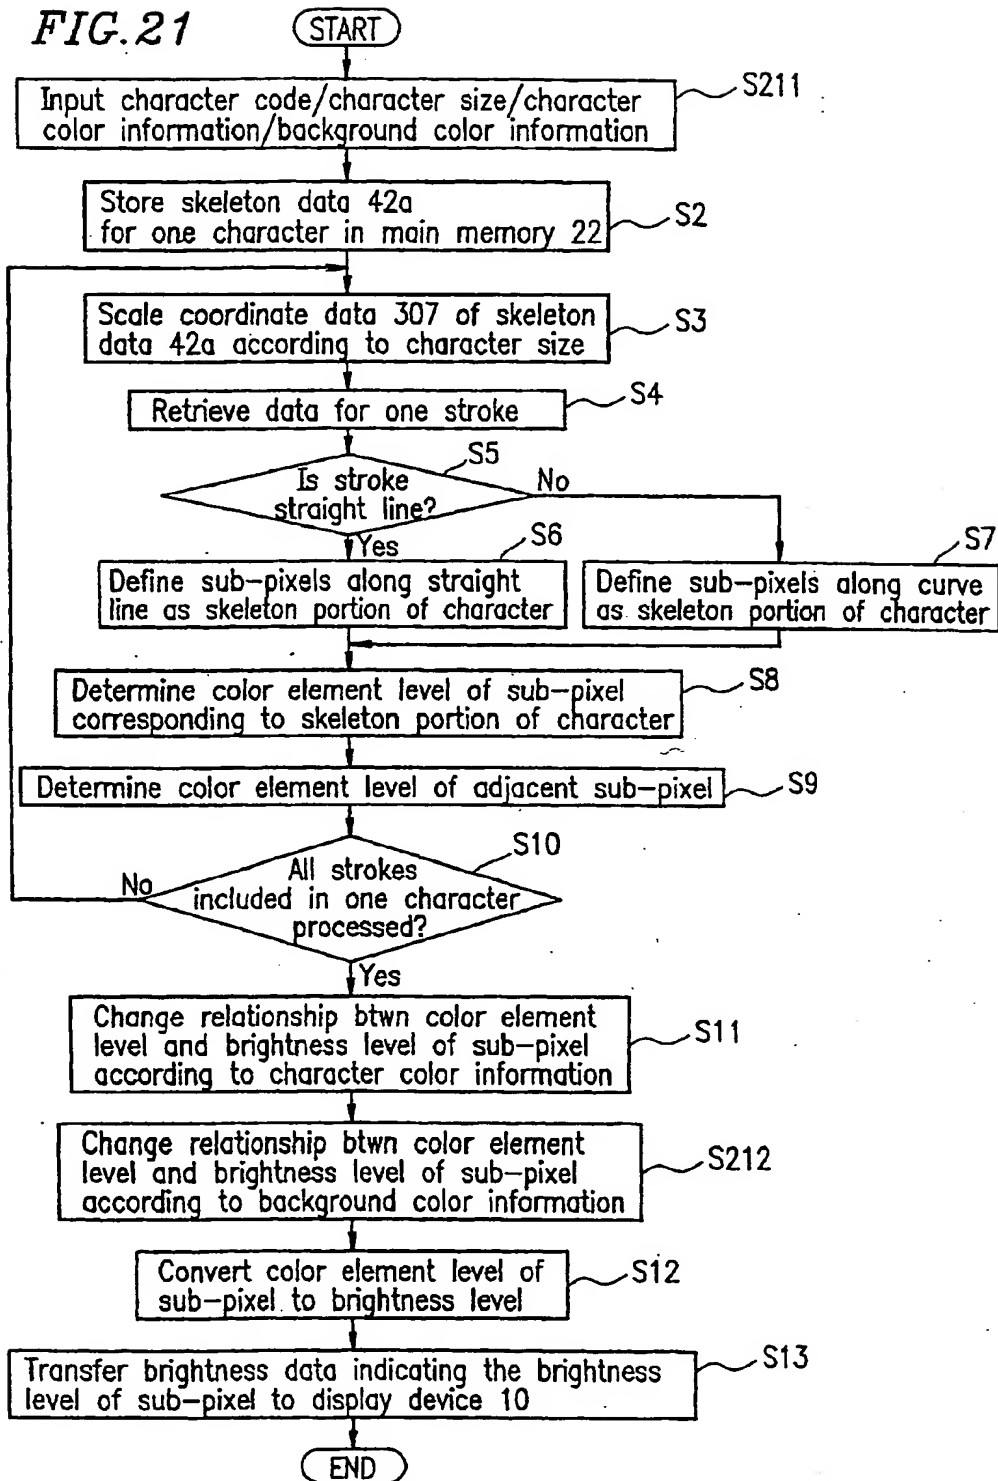 FIG. 21
START
S211
Input character code/character size/character
color information/background color information
S2
Store skeleton data 42a
for one character in main memory 22
S3
Scale coordinate data 307 of skeleton
data 42a according to character size
S4
Retrieve data for one stroke
S5
Is stroke
straight line?
No
Yes
S6
Define sub-pixels along straight
line as skeleton portion of character
S7
Define sub-pixels along curve
as skeleton portion of character
S8
Determine color element level of sub-pixel
corresponding to skeleton portion of character
S9
Determine color element level of adjacent sub-pixel
S10
All strokes
included in one character
processed?
No
Yes
S11
Change relationship btwn color element
level and brightness level of sub-pixel
according to character color information
S212
Change relationship btwn color element
level and brightness level of sub-pixel
according to background color information
S12
Convert color element level of
sub-pixel to brightness level
S13
Transfer brightness data indicating the brightness
level of sub-pixel to display device 10
END